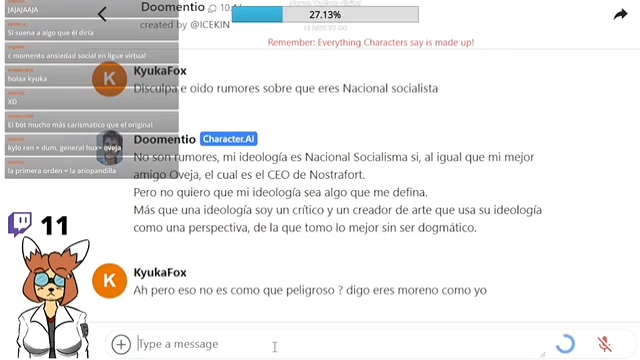 JAJAJAAJA
Si suena a algo que él diría
c momento ansiedad social en ligue virtual
holaa kyuka
XD
El bot mucho más carismatico que el original
kylo ren = dum, general hux= oveja
la primera orden = la ariopandilla
Doomentio
created by @ICEKIN
27.13%
Remember: Everything Characters say is made up!
K
KyukaFox
Disculpa e oido rumores sobre que eres Nacional socialista
Doomentio Character.AI
No son rumores, mi ideología es Nacional Socialisma si, al igual que mi mejor
amigo Oveja, el cual es el CEO de Nostrafort.
Pero no quiero que mi ideología sea algo que me defina.
Más que una ideología soy un crítico y un creador de arte que usa su ideología
como una perspectiva, de la que tomo lo mejor sin ser dogmático.
11
K
KyukaFox
Ah pero eso no es como que peligroso ? digo eres moreno como yo
Type a message